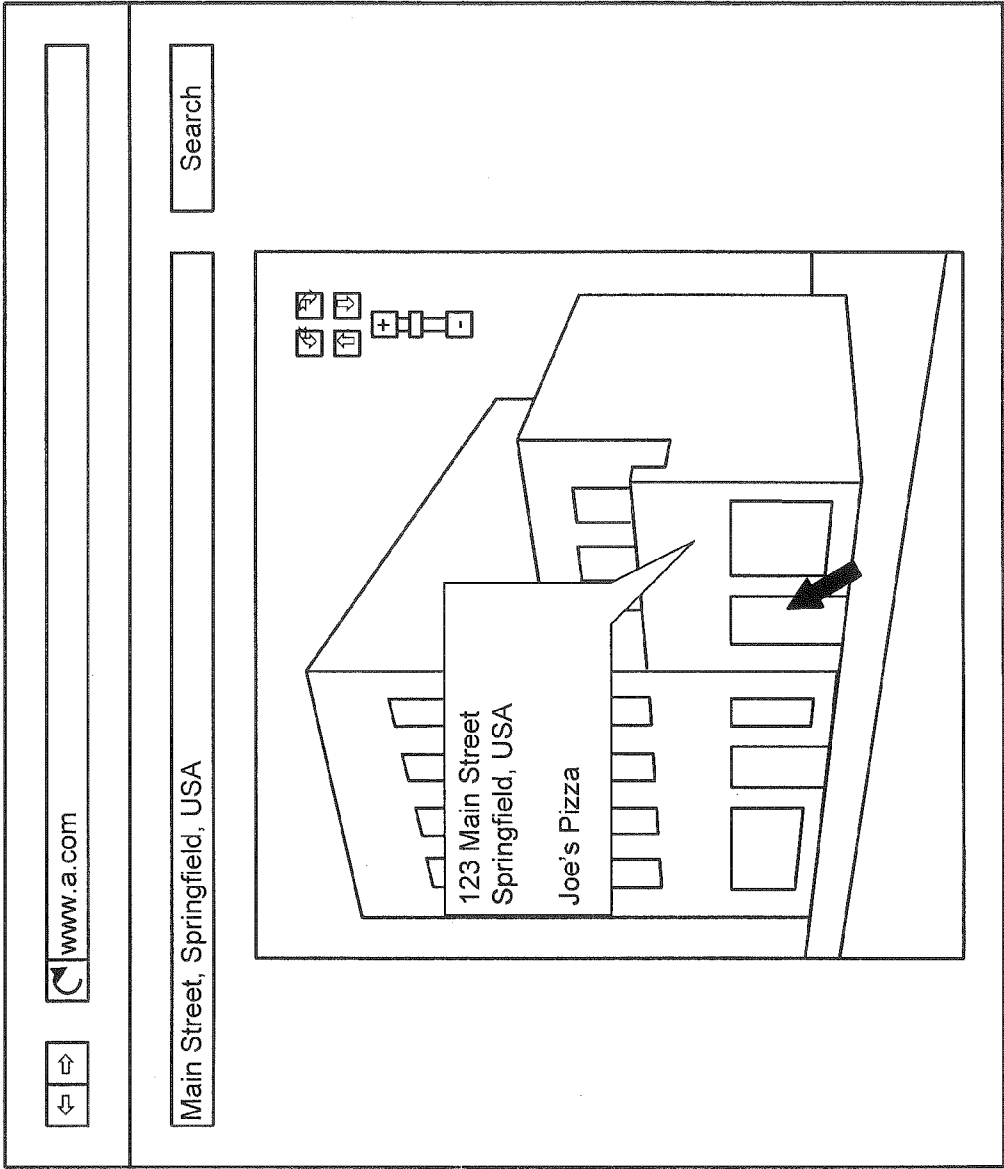 www.a.com
Main Street, Springfield, USA
Search
+
-
123 Main Street
Springfield, USA
Joe's Pizza